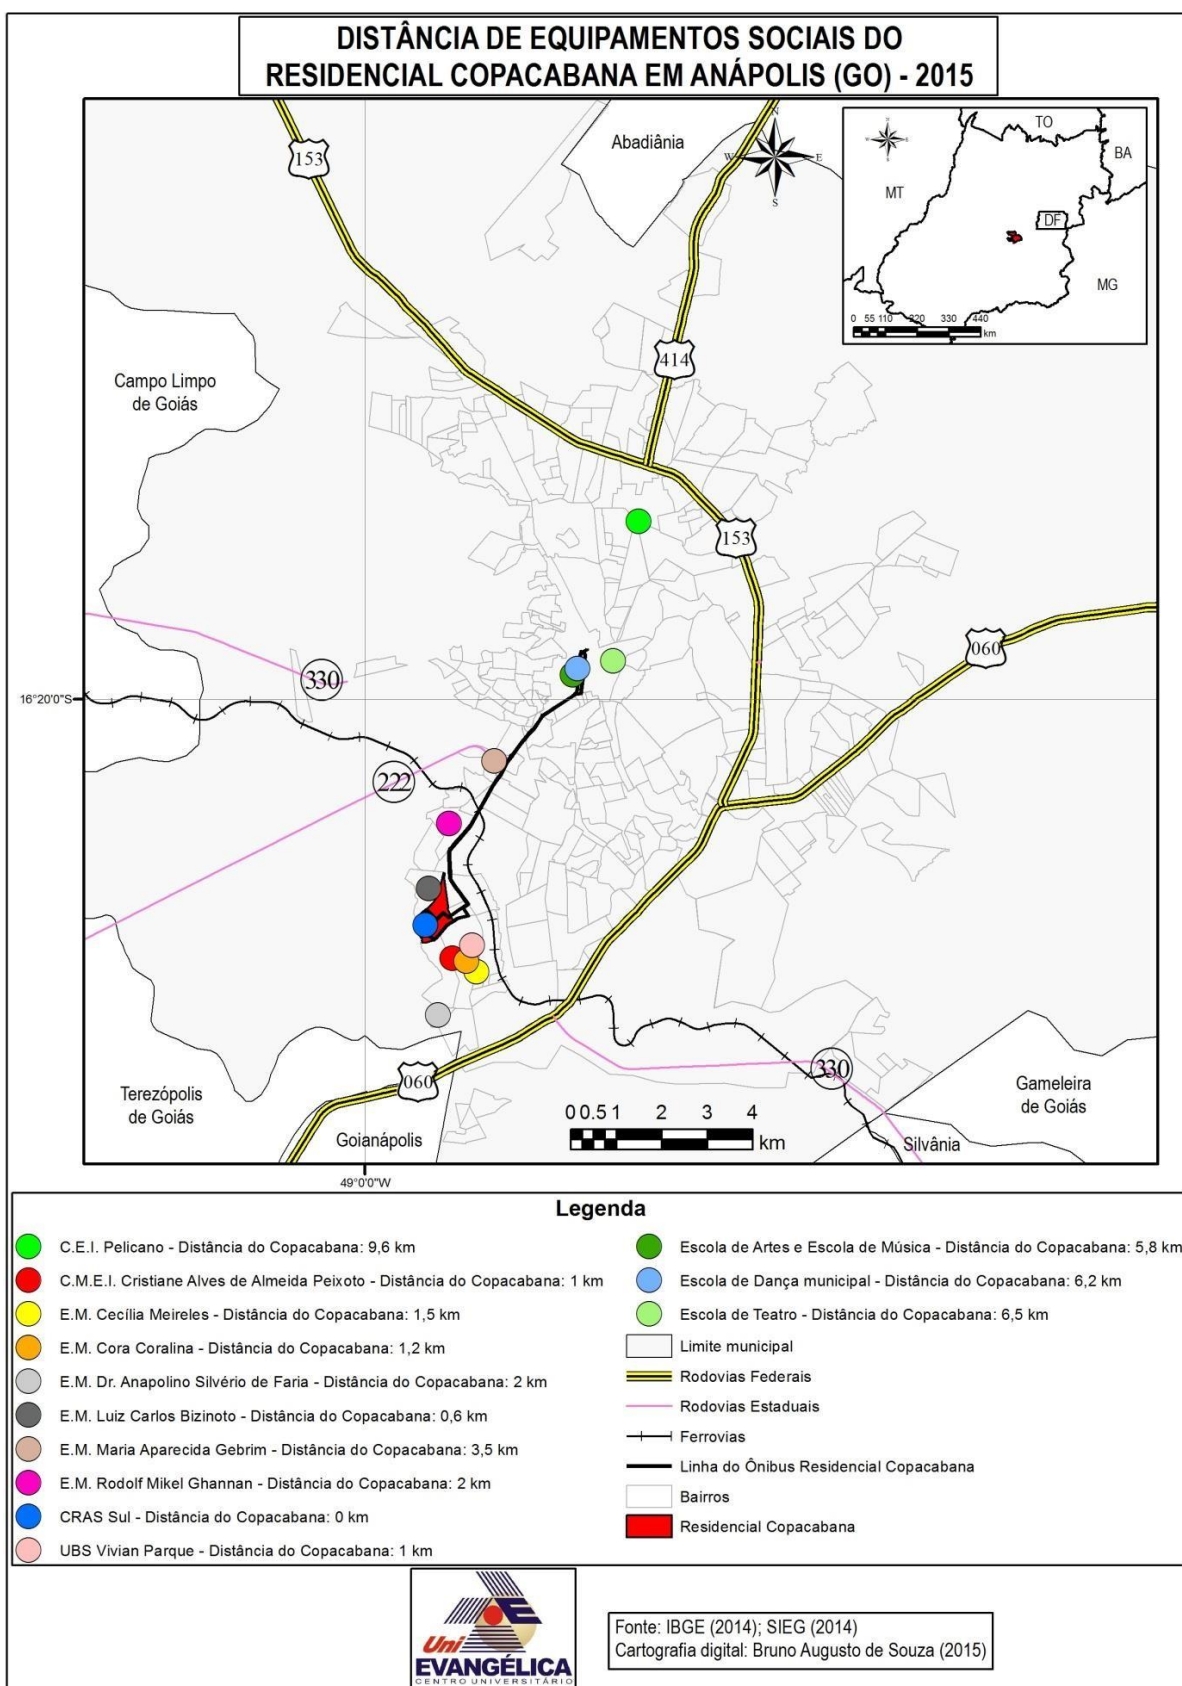 DISTÂNCIA DE EQUIPAMENTOS SOCIAIS DO
RESIDENCIAL COPACABANA EM ANÁPOLIS (GO) - 2015
153
Abadiânia
N
W
E
S
TO
BA
MT
DF
MG
0 55 110 220 330 440
km
414
Campo Limpo
de Goiás
153
060
330
16°20'0"S
222
Terezópolis
de Goiás
060
Goianápolis
0 0.5 1 2 3 4
km
330
Gameleira
de Goiás
Silvânia
49°0'0"W
Legenda
C.E.I. Pelicano - Distância do Copacabana: 9,6 km
C.M.E.I. Cristiane Alves de Almeida Peixoto - Distância do Copacabana: 1 km
E.M. Cecília Meireles - Distância do Copacabana: 1,5 km
E.M. Cora Coralina - Distância do Copacabana: 1,2 km
E.M. Dr. Anapolino Silvério de Faria - Distância do Copacabana: 2 km
E.M. Luiz Carlos Bizinoto - Distância do Copacabana: 0,6 km
E.M. Maria Aparecida Gebrim - Distância do Copacabana: 3,5 km
E.M. Rodolf Mikel Ghannan - Distância do Copacabana: 2 km
CRAS Sul - Distância do Copacabana: 0 km
UBS Vivian Parque - Distância do Copacabana: 1 km
Escola de Artes e Escola de Música - Distância do Copacabana: 5,8 km
Escola de Dança municipal - Distância do Copacabana: 6,2 km
Escola de Teatro - Distância do Copacabana: 6,5 km
Limite municipal
Rodovias Federais
Rodovias Estaduais
Ferrovias
Linha do Ônibus Residencial Copacabana
Bairros
Residencial Copacabana
Uni
EVANGÉLICA
CENTRO UNIVERSITÁRIO
Fonte: IBGE (2014); SIEG (2014)
Cartografia digital: Bruno Augusto de Souza (2015)